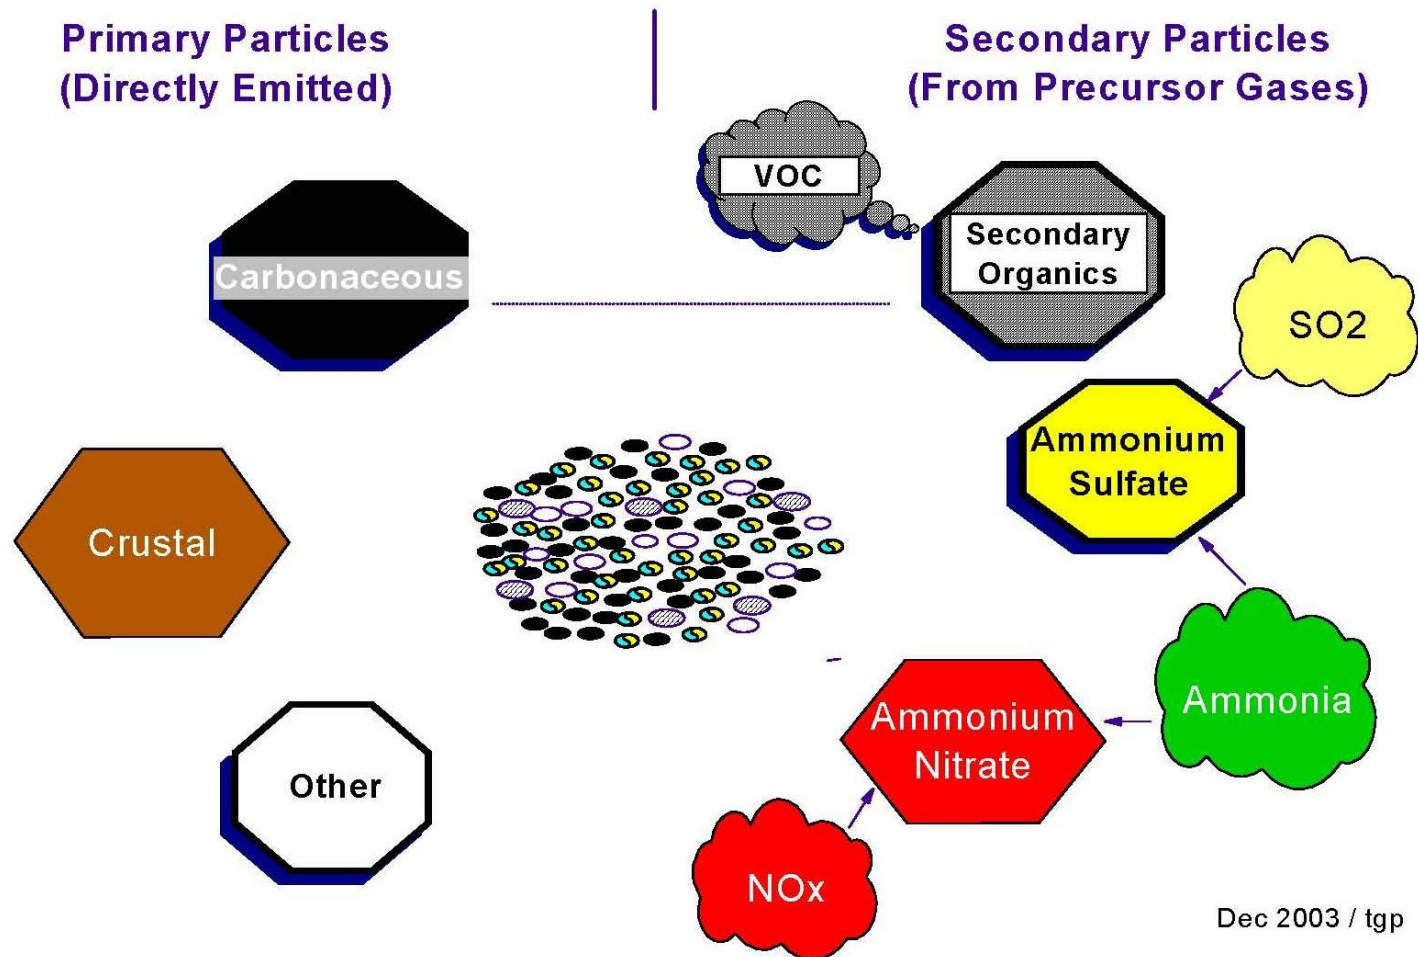 Primary Particles
(Directly Emitted)
Secondary Particles
(From Precursor Gases)
VOC
Secondary
Organics
Carbonaceous
SO2
Ammonium
Sulfate
Crustal
Ammonia
Ammonium
Nitrate
Other
NOx
Dec 2003 / tgp